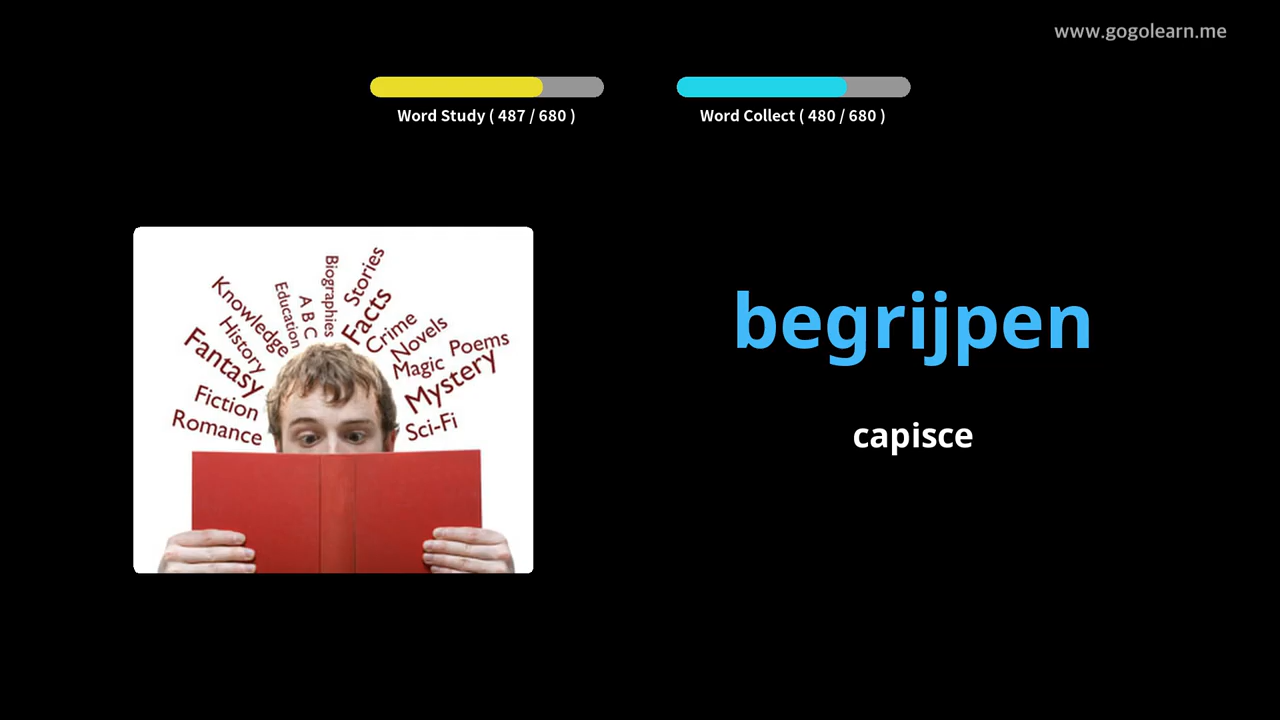 www.gogolearn.me
Word Study ( 487 / 680 )
Word Collect ( 480 / 680 )
Biographies
Stories
Knowledge
Education
A B C
Facts
Crime
Novels
History
Fantasy
Magic
Poems
Mystery
Fiction
Romance
Sci-Fi
begrijpen
capisce